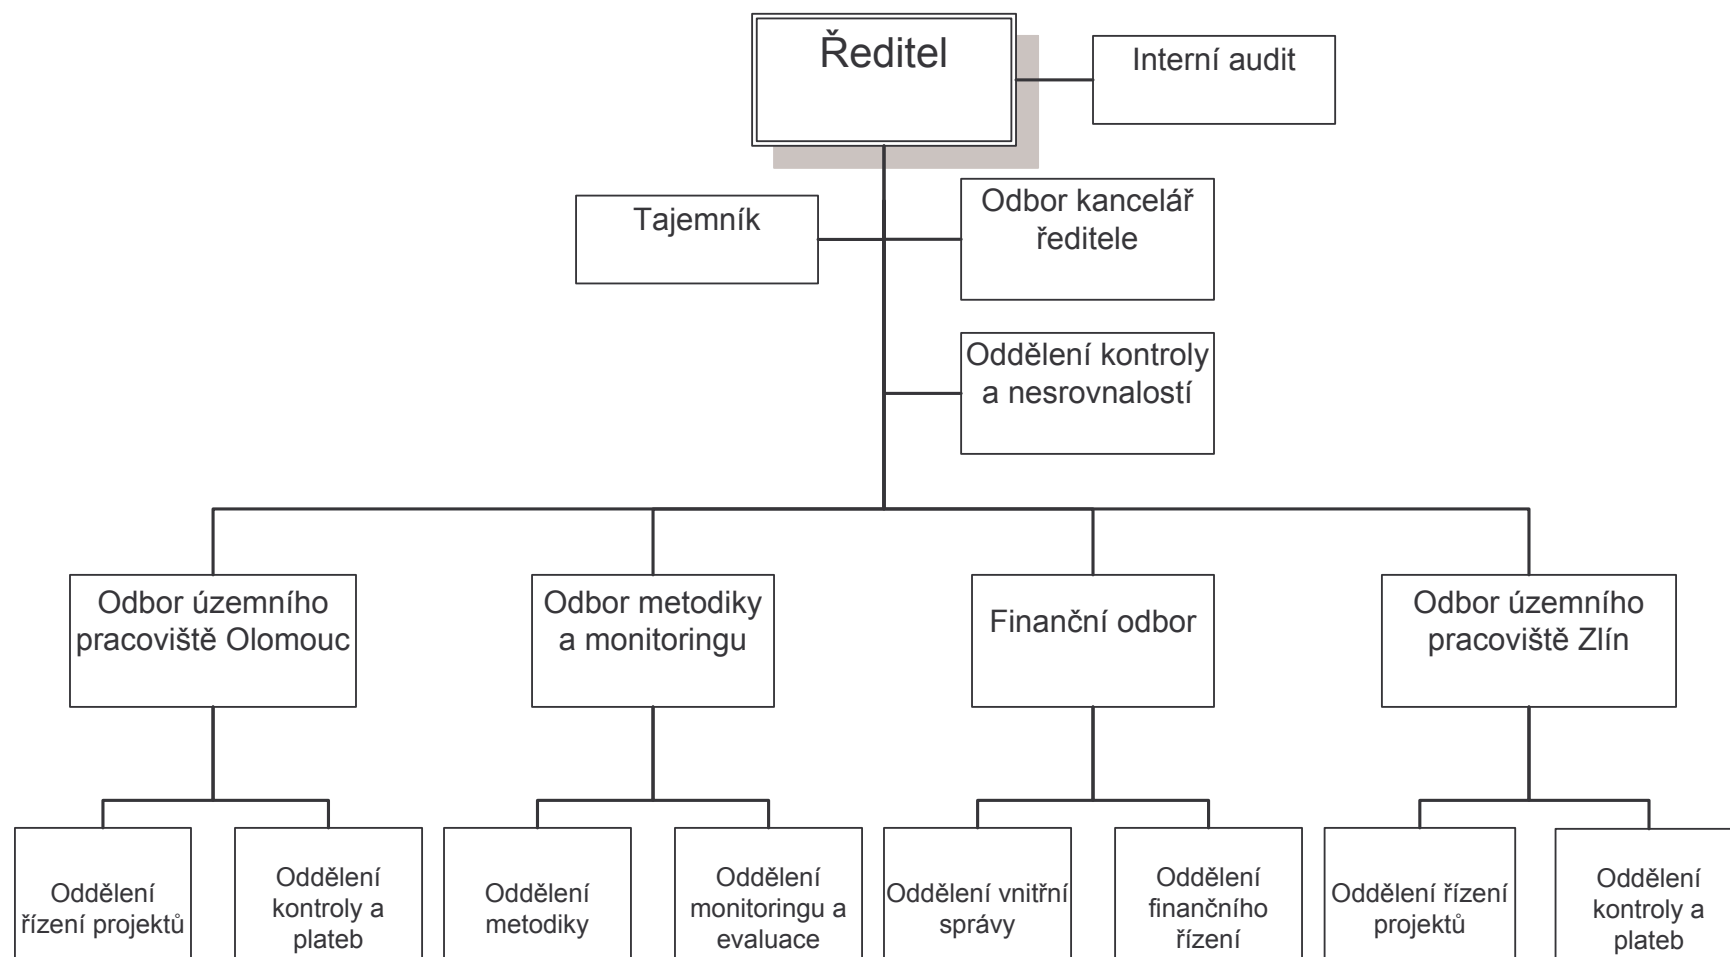 Ředitel
Interní audit
Tajemník
Odbor kancelář
ředitele
Oddělení kontroly
a nesrovnalostí
Odbor územního
pracoviště Olomouc
Odbor metodiky
a monitoringu
Finanční odbor
Odbor územního
pracoviště Zlín
Oddělení
řízení projektů
Oddělení
kontroly a
plateb
Oddělení
metodiky
Oddělení
monitoringu a
evaluace
Oddělení vnitřní
správy
Oddělení
finančního
řízení
Oddělení řízení
projektů
Oddělení
kontroly a
plateb